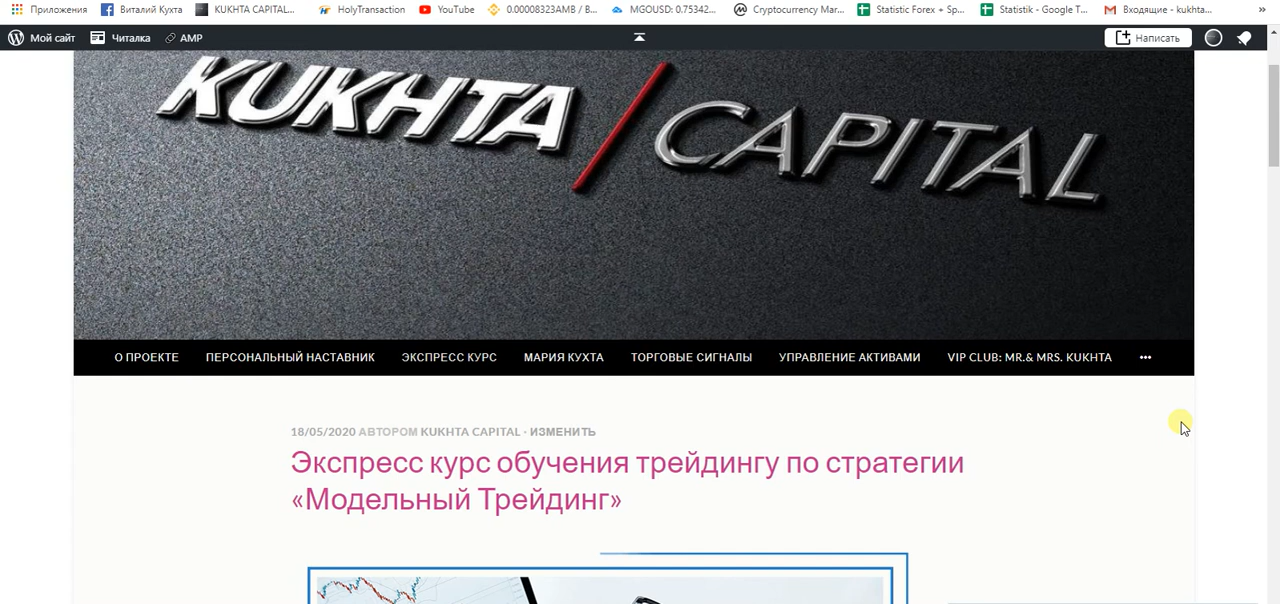 Приложения Виталий Кухта KUKHTA CAPITAL... HolyTransaction YouTube 0.00008323AMB / B... MGOUSD: 0.75342... Cryptocurrency Mar... Statistic Forex + Sp... Statistik - Google T... Входящие - kukhta... »
Мой сайт Читалка AMP Написать
KUKHTA / CAPITAL
О ПРОЕКТЕ ПЕРСОНАЛЬНЫЙ НАСТАВНИК ЭКСПРЕСС КУРС МАРИЯ КУХТА ТОРГОВЫЕ СИГНАЛЫ УПРАВЛЕНИЕ АКТИВАМИ VIP CLUB: MR.& MRS. KUKHTA •••
18/05/2020 АВТОРОМ KUKHTA CAPITAL - ИЗМЕНИТЬ
Экспресс курс обучения трейдингу по стратегии
«Модельный Трейдинг»